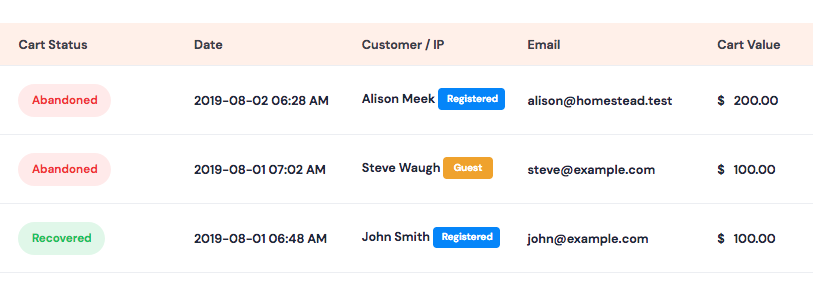 Cart Status Date Customer / IP Email Cart Value
Abandoned 2019-08-02 06:28 AM Alison Meek Registered alison@homestead.test $ 200.00
Abandoned 2019-08-01 07:02 AM Steve Waugh Guest steve@example.com $ 100.00
Recovered 2019-08-01 06:48 AM John Smith Registered john@example.com $ 100.00